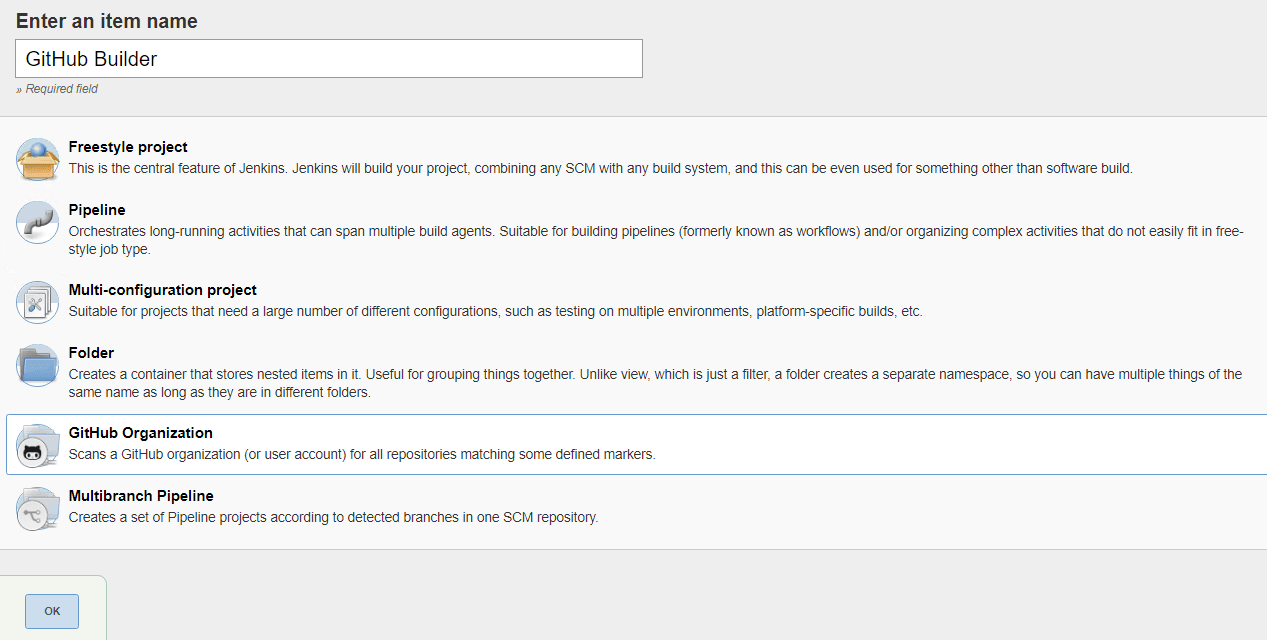 Enter an item name
GitHub Builder
» Required field
Freestyle project
This is the central feature of Jenkins. Jenkins will build your project, combining any SCM with any build system, and this can be even used for something other than software build.
Pipeline
Orchestrates long-running activities that can span multiple build agents. Suitable for building pipelines (formerly known as workflows) and/or organizing complex activities that do not easily fit in free-
style job type.
Multi-configuration project
Suitable for projects that need a large number of different configurations, such as testing on multiple environments, platform-specific builds, etc.
Folder
Creates a container that stores nested items in it. Useful for grouping things together. Unlike view, which is just a filter, a folder creates a separate namespace, so you can have multiple things of the
same name as long as they are in different folders.
GitHub Organization
Scans a GitHub organization (or user account) for all repositories matching some defined markers.
Multibranch Pipeline
Creates a set of Pipeline projects according to detected branches in one SCM repository.
OK